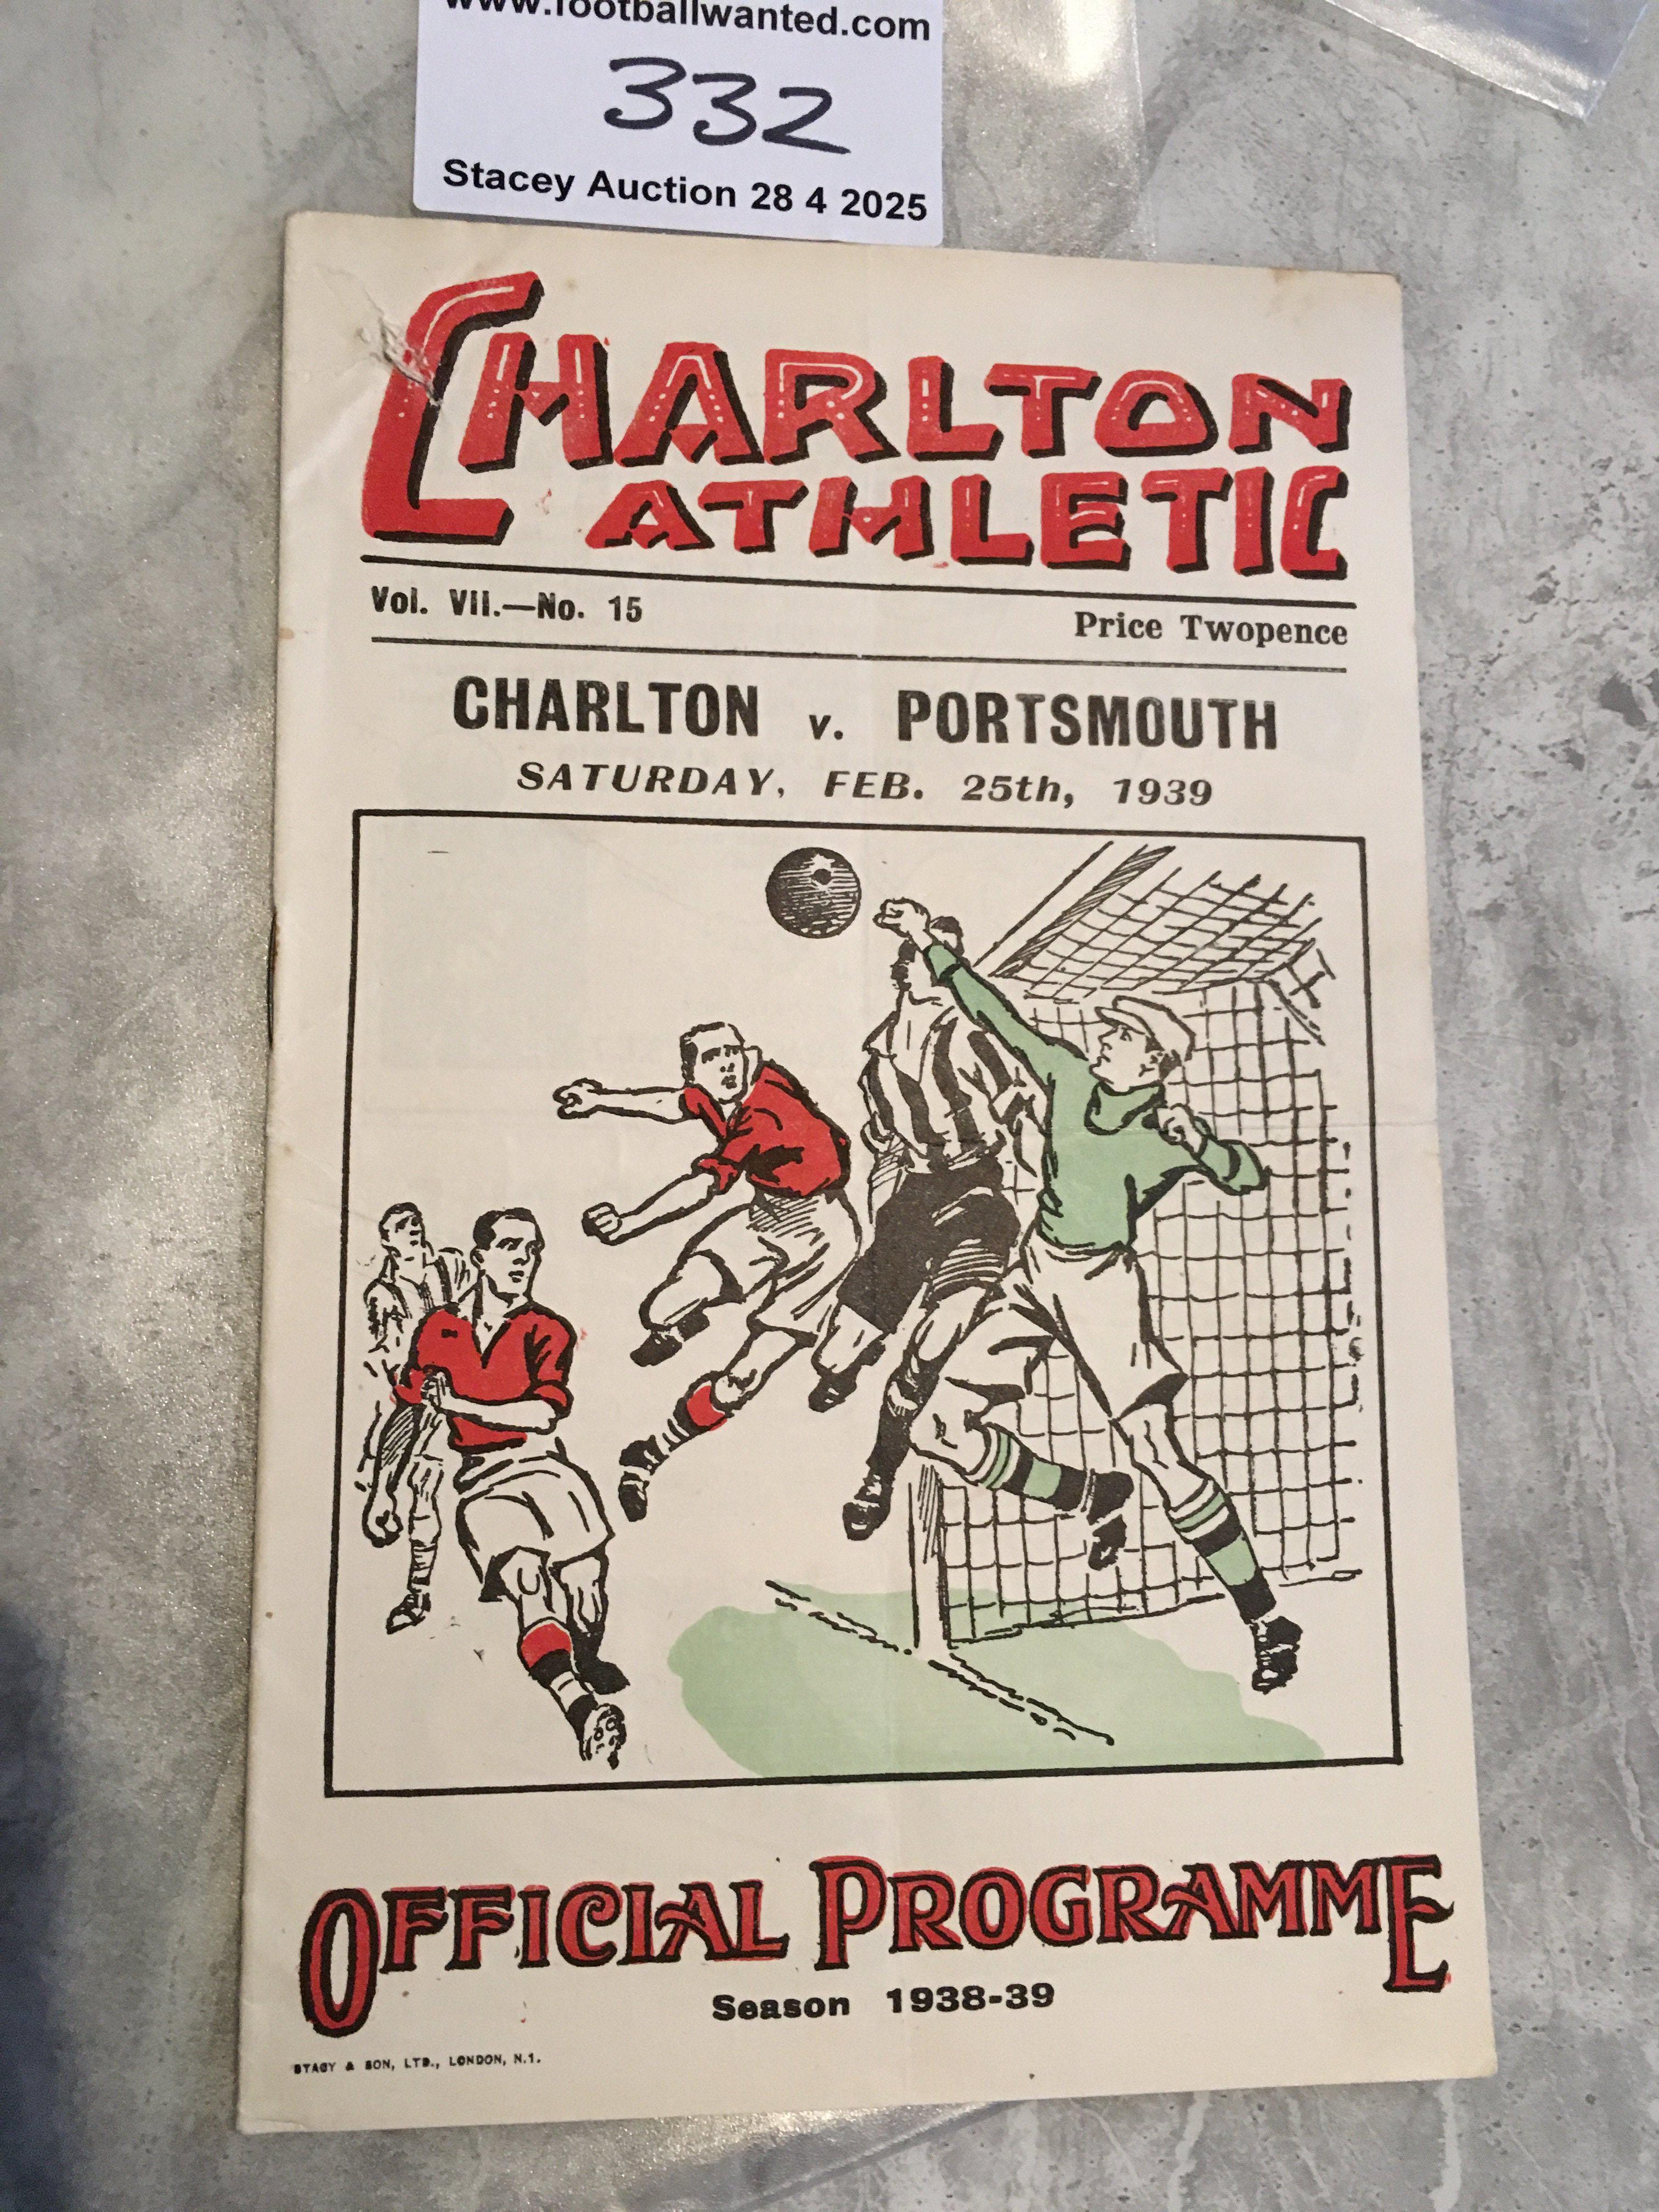 www.footballwanted.com
332
Stacey Auction 28 4 2025
CHARLTON
ATHLETIC
Vol. VII.—No. 15 Price Twopence
CHARLTON v. PORTSMOUTH
SATURDAY, FEB. 25th, 1939
OFFICIAL PROGRAMME
Season 1938-39
STACY & SON, LTD., LONDON, N.1.